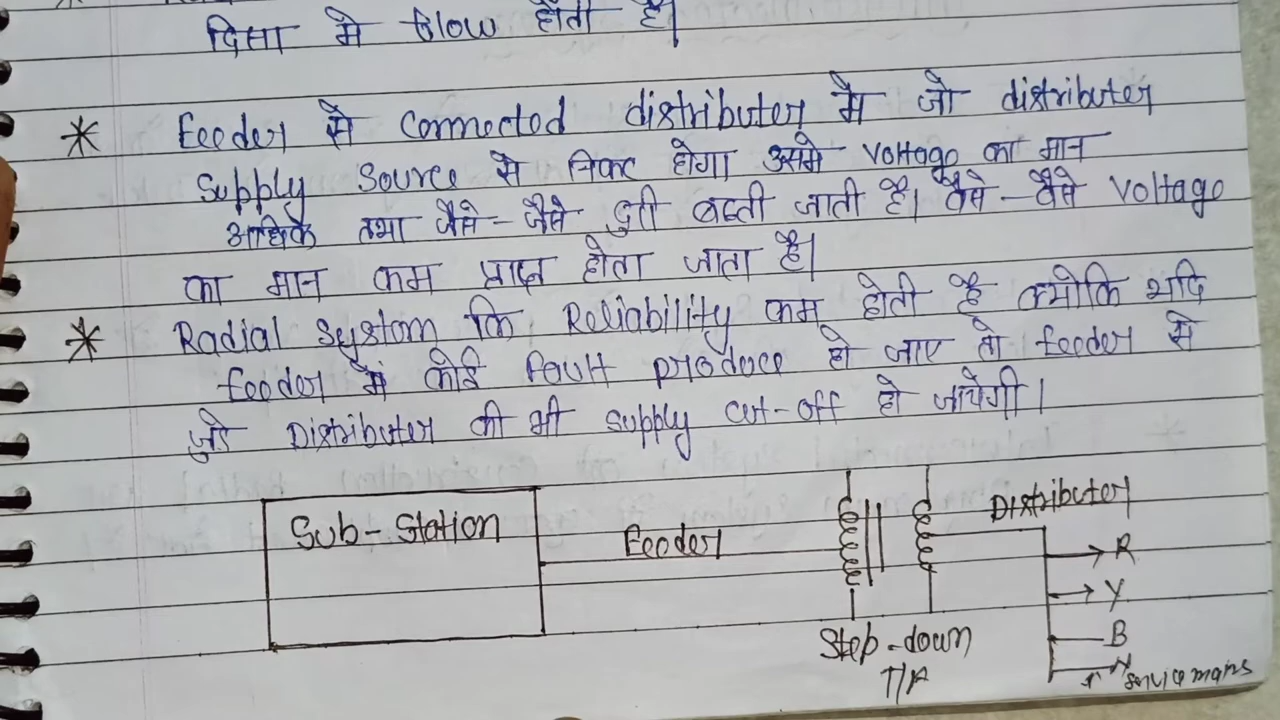 दिसा मे flow होती है।
* Feeder से connected distributer मे जो distributer
Supply Source से निकट होगा उसमे voltage का मान
अधिक तथा जैसे-जैसे दुरी बढती जाती है। वैसे-वैसे voltage
का मान कम प्राप्त होता जाता है।
* Radial system कि Reliability कम होती है क्योकि यदि
feeder में कोई fault produce हो जाए तो feeder से
जुडे Distributer की भी supply cut-off हो जायेगी।
Sub-Station
Feeder
Distributer
R
Y
B
N
Step-down
T/F
Service mains